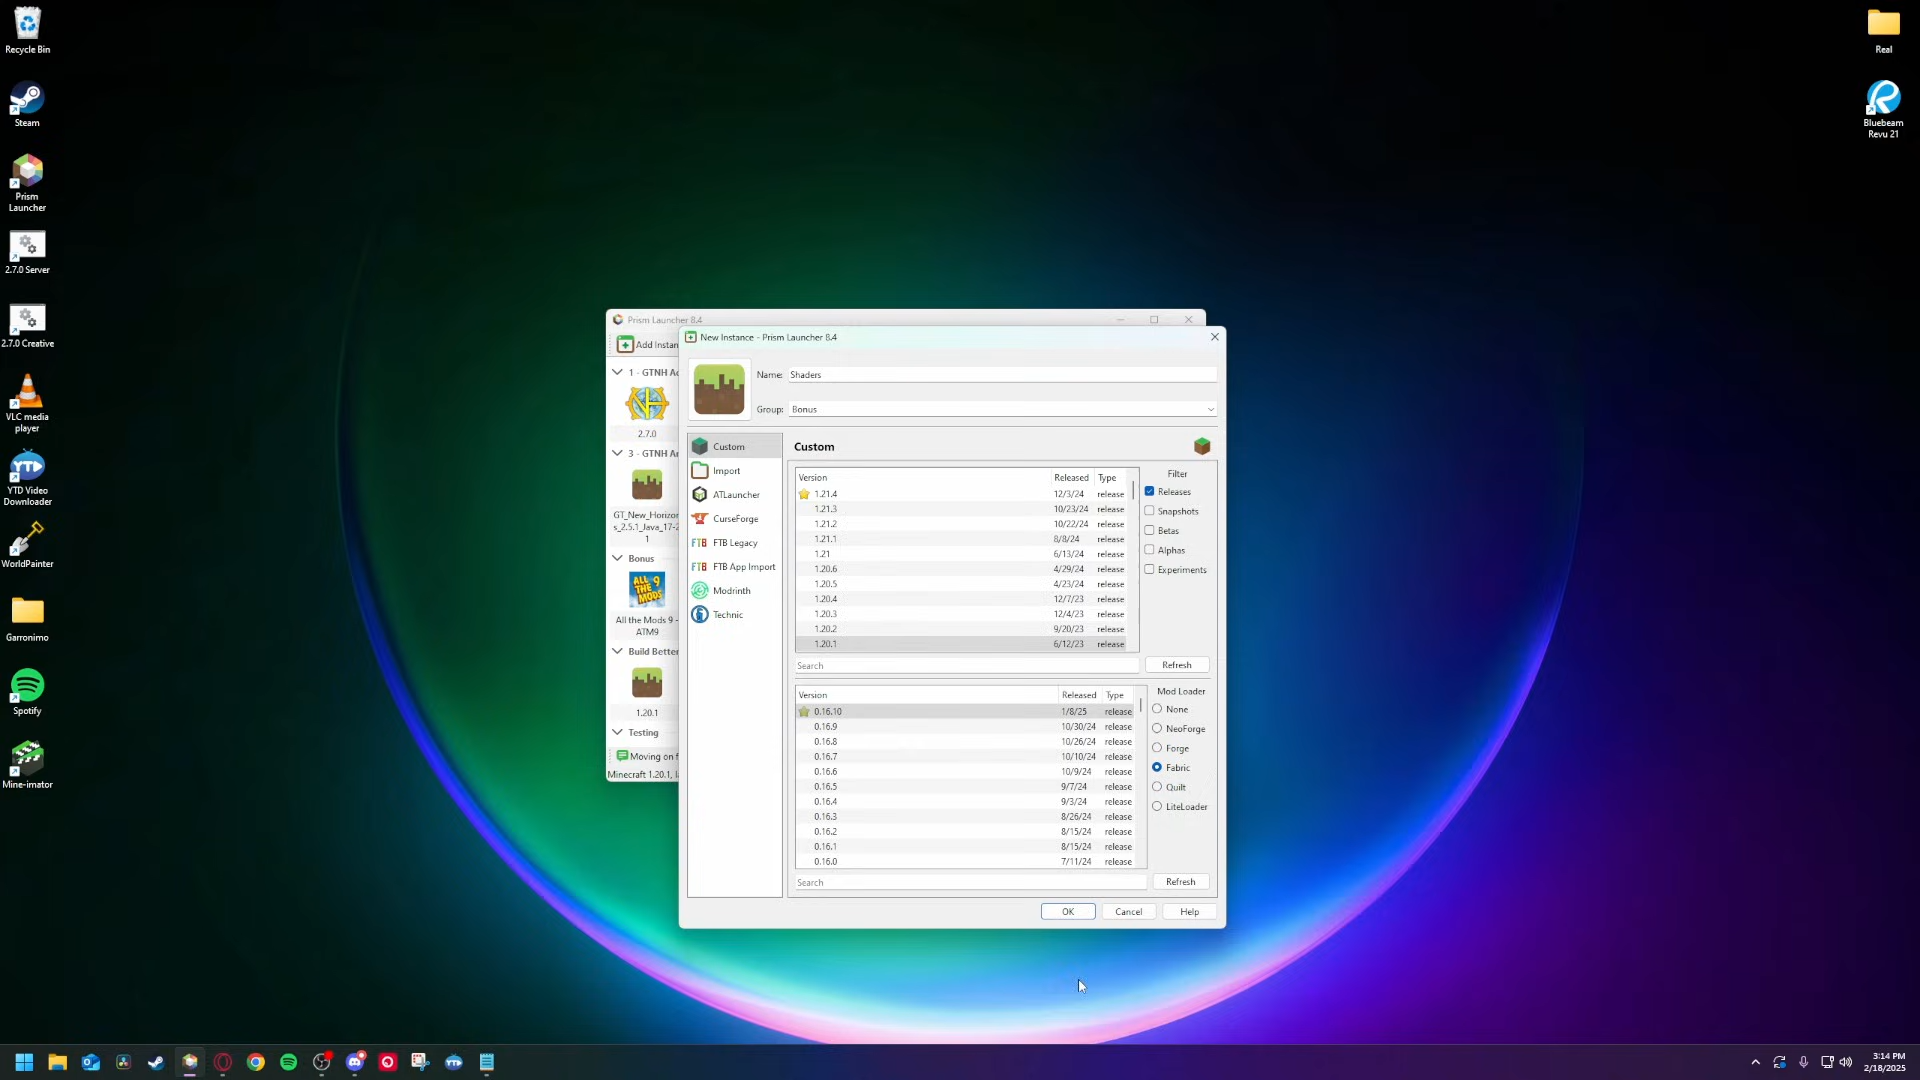 Recycle Bin
Steam
Prism
Launcher
2.7.0 Server
2.7.0 Creative
VLC media
player
YTD
YTD Video
Downloader
WorldPainter
Garronimo
Spotify
Mine-imator
Real
Bluebeam
Revu 21
Prism Launcher 8.4
Add Instan
1 - GTNH Ac
2.7.0
3 - GTNH Ar
GT_New_Horizon
s_2.5.1_Java_17-2
1
Bonus
ALL THE MODS 9
All the Mods 9 -
ATM9
Build Better
1.20.1
Testing
Moving on f
Minecraft 1.20.1, l
New Instance - Prism Launcher 8.4
Name: Shaders
Group: Bonus
Custom
Import
ATLauncher
CurseForge
FTB FTB Legacy
FTB FTB App Import
Modrinth
Technic
Custom
Version Released Type
1.21.4 12/3/24 release
1.21.3 10/23/24 release
1.21.2 10/22/24 release
1.21.1 8/8/24 release
1.21 6/13/24 release
1.20.6 4/29/24 release
1.20.5 4/23/24 release
1.20.4 12/7/23 release
1.20.3 12/4/23 release
1.20.2 9/20/23 release
1.20.1 6/12/23 release
Search
Filter
Releases
Snapshots
Betas
Alphas
Experiments
Refresh
Version Released Type
0.16.10 1/8/25 release
0.16.9 10/30/24 release
0.16.8 10/26/24 release
0.16.7 10/10/24 release
0.16.6 10/9/24 release
0.16.5 9/7/24 release
0.16.4 9/3/24 release
0.16.3 8/26/24 release
0.16.2 8/15/24 release
0.16.1 8/15/24 release
0.16.0 7/11/24 release
Search
Mod Loader
None
NeoForge
Forge
Fabric
Quilt
LiteLoader
Refresh
OK Cancel Help
YTD
3:14 PM
2/18/2025